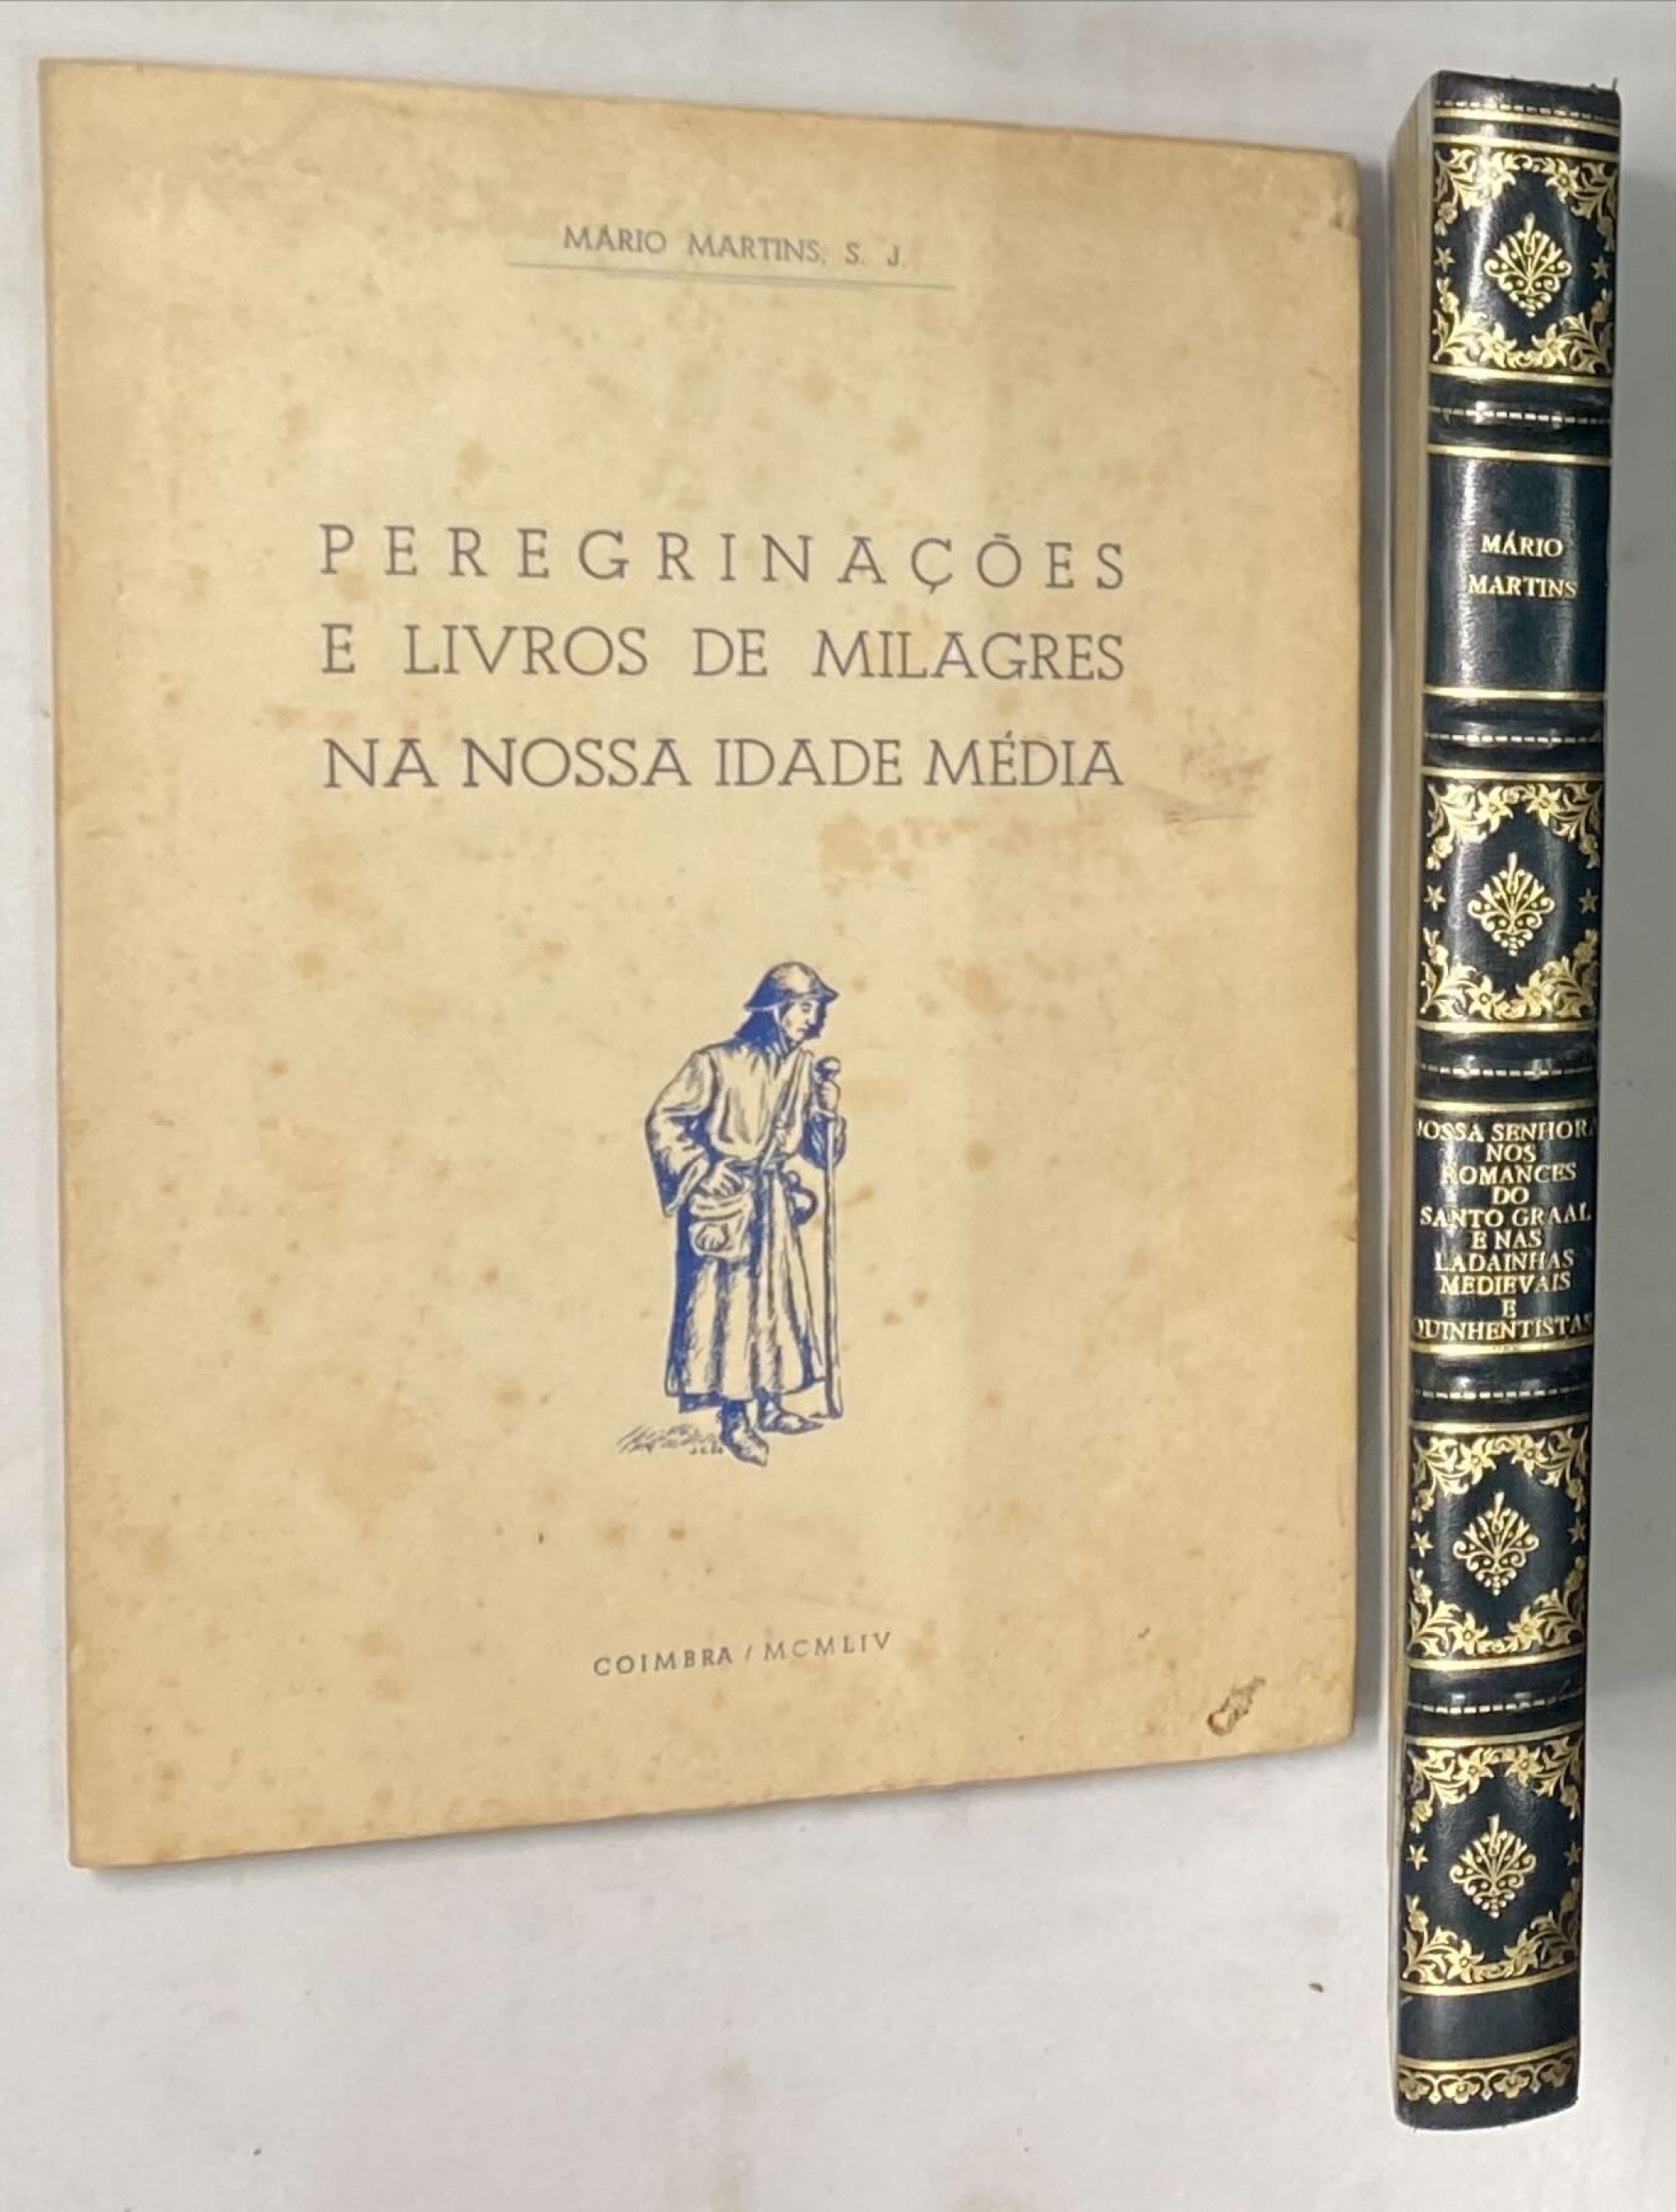 MÁRIO MARTINS, S. J.
PEREGRINAÇÕES
E LIVROS DE MILAGRES
NA NOSSA IDADE MÉDIA
COIMBRA / MCMLIV
MÁRIO
MARTINS
NOSSA SENHORA
NOS
ROMANCES
DO
SANTO GRAAL
E NAS
LADAINHAS
MEDIEVAIS
E
QUINHENTISTAS